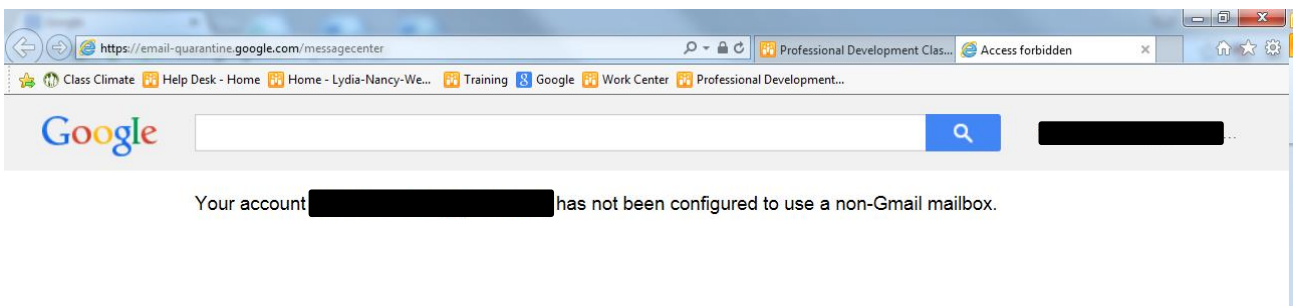 https://email-quarantine.google.com/messagecenter
Professional Development Clas...
Access forbidden
Class Climate Help Desk - Home Home - Lydia-Nancy-We... Training Google Work Center Professional Development...
Google
...
Your account has not been configured to use a non-Gmail mailbox.